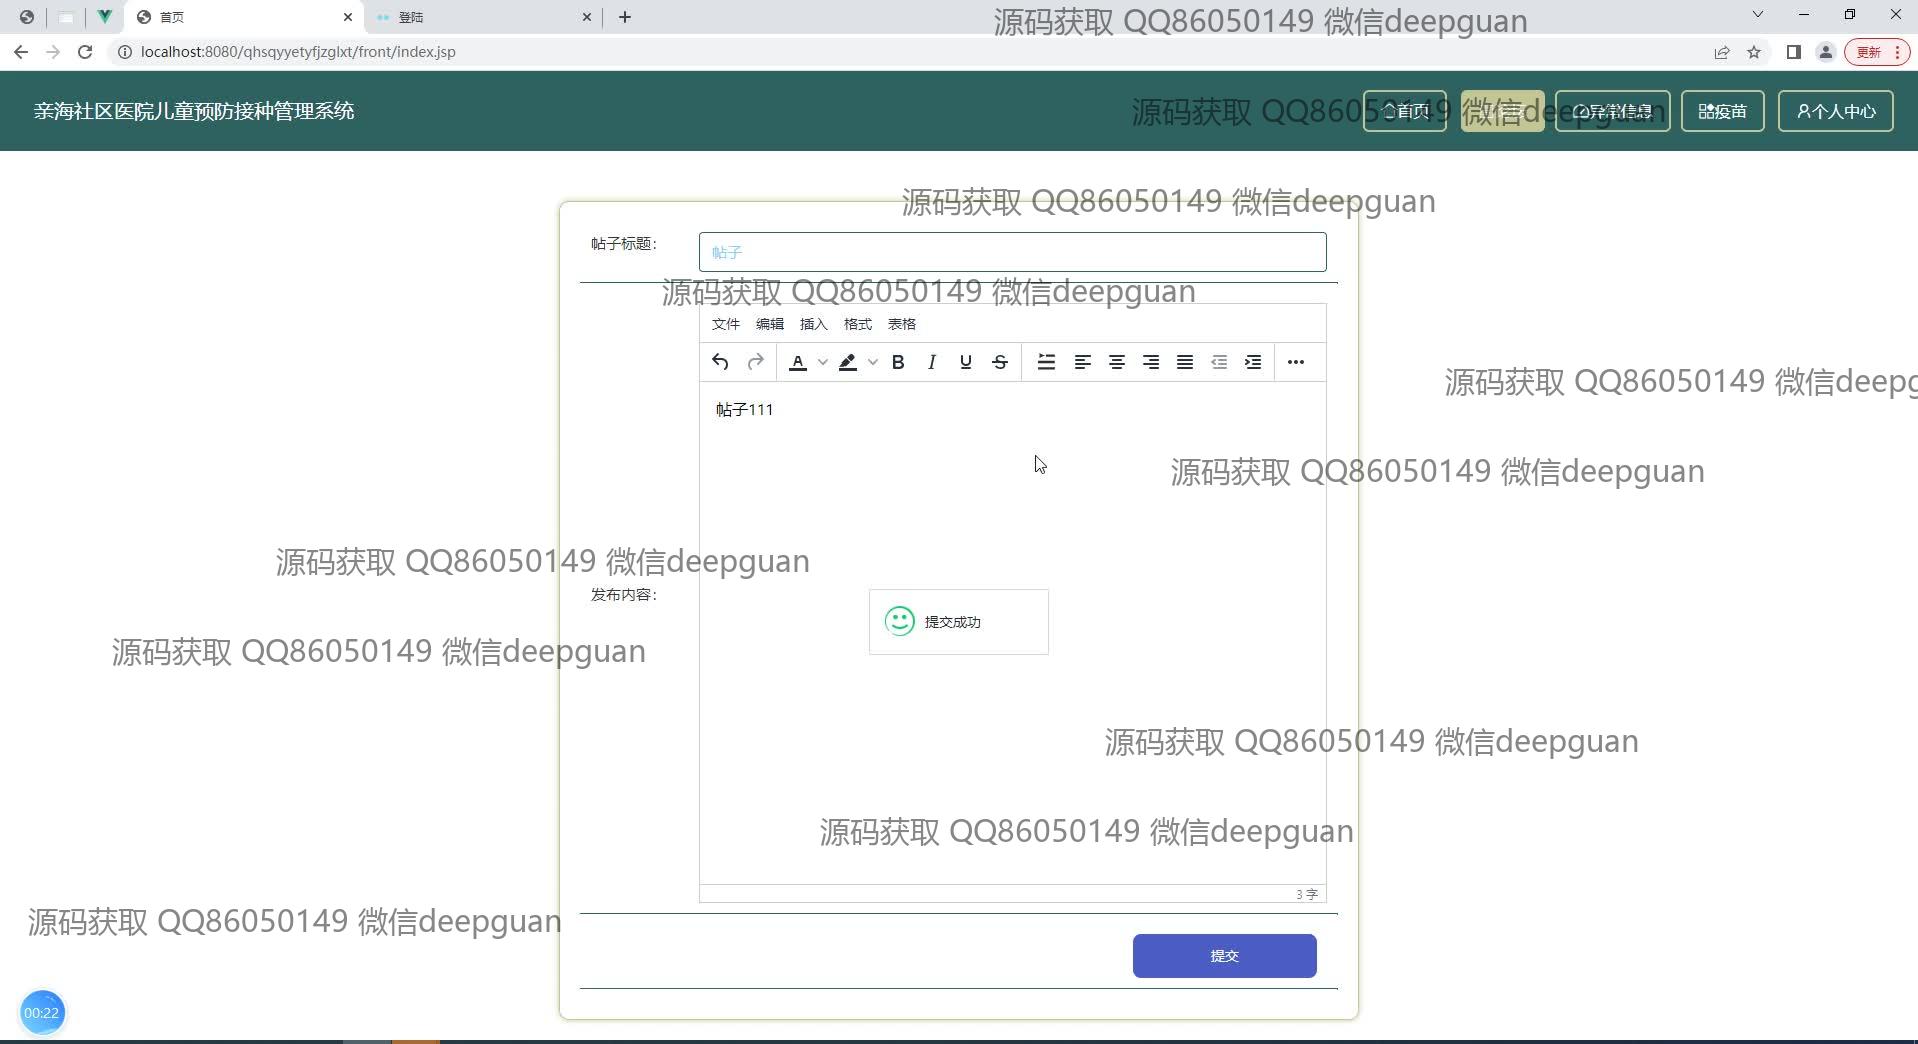 首页
登陆
源码获取 QQ86050149 微信deepguan
localhost:8080/qhsqyyetyfjzglxt/front/index.jsp
更新
亲海社区医院儿童预防接种管理系统
源码获取 QQ86050149 微信deepguan
首页
异常信息
疫苗
个人中心
源码获取 QQ86050149 微信deepguan
帖子标题：
帖子
源码获取 QQ86050149 微信deepguan
文件 编辑 插入 格式 表格
源码获取 QQ86050149 微信deepg
帖子111
源码获取 QQ86050149 微信deepguan
源码获取 QQ86050149 微信deepguan
发布内容：
提交成功
源码获取 QQ86050149 微信deepguan
源码获取 QQ86050149 微信deepguan
源码获取 QQ86050149 微信deepguan
3 字
源码获取 QQ86050149 微信deepguan
提交
00:22